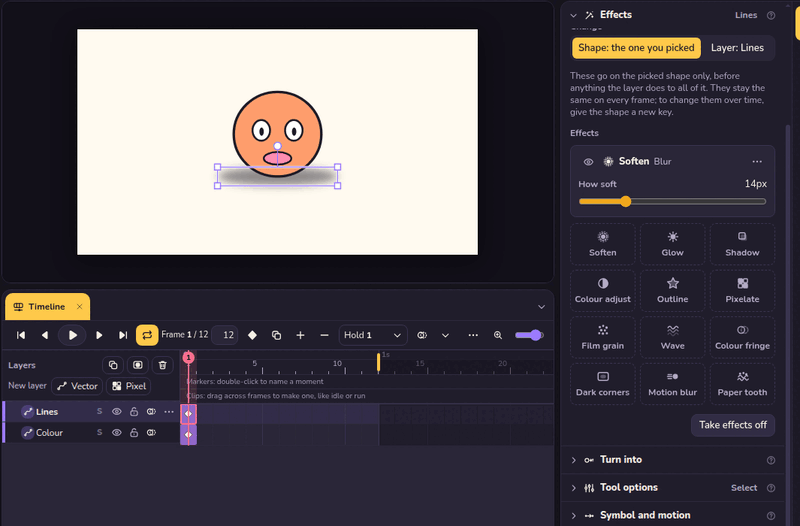 Effects
Lines
Shape: the one you picked
Layer: Lines
These go on the picked shape only, before
anything the layer does to all of it. They stay the
same on every frame; to change them over time,
give the shape a new key.
Effects
Soften Blur
How soft
14px
Soften
Glow
Shadow
Colour adjust
Outline
Pixelate
Film grain
Wave
Colour fringe
Dark corners
Motion blur
Paper tooth
Take effects off
Turn into
Tool options
Select
Symbol and motion
Timeline
Frame 1 / 12
12
Hold 1
Layers
1
5
10
1s
15
20
New layer
Vector
Pixel
Markers: double-click to name a moment
Clips: drag across frames to make one, like idle or run
Lines
S
Colour
S